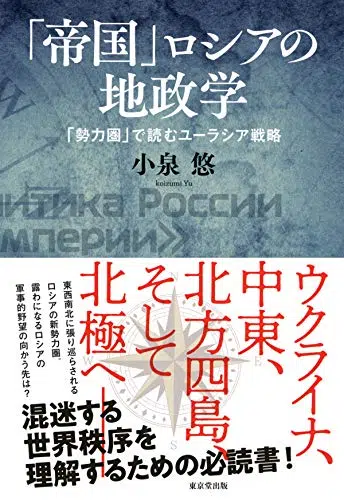 「帝国」ロシアの
地政学
「勢力圏」で読むユーラシア戦略
小泉 悠
koizumi Yu
итика России
мперии»
ウクライナ、
中東、
北方四島、
そして
北極へ――
東西南北に張り巡らされる
ロシアの新勢力圏。
露わになるロシアの
軍事的野望の向かう先は?
混迷する
世界秩序を
理解するための必読書!
東京堂出版